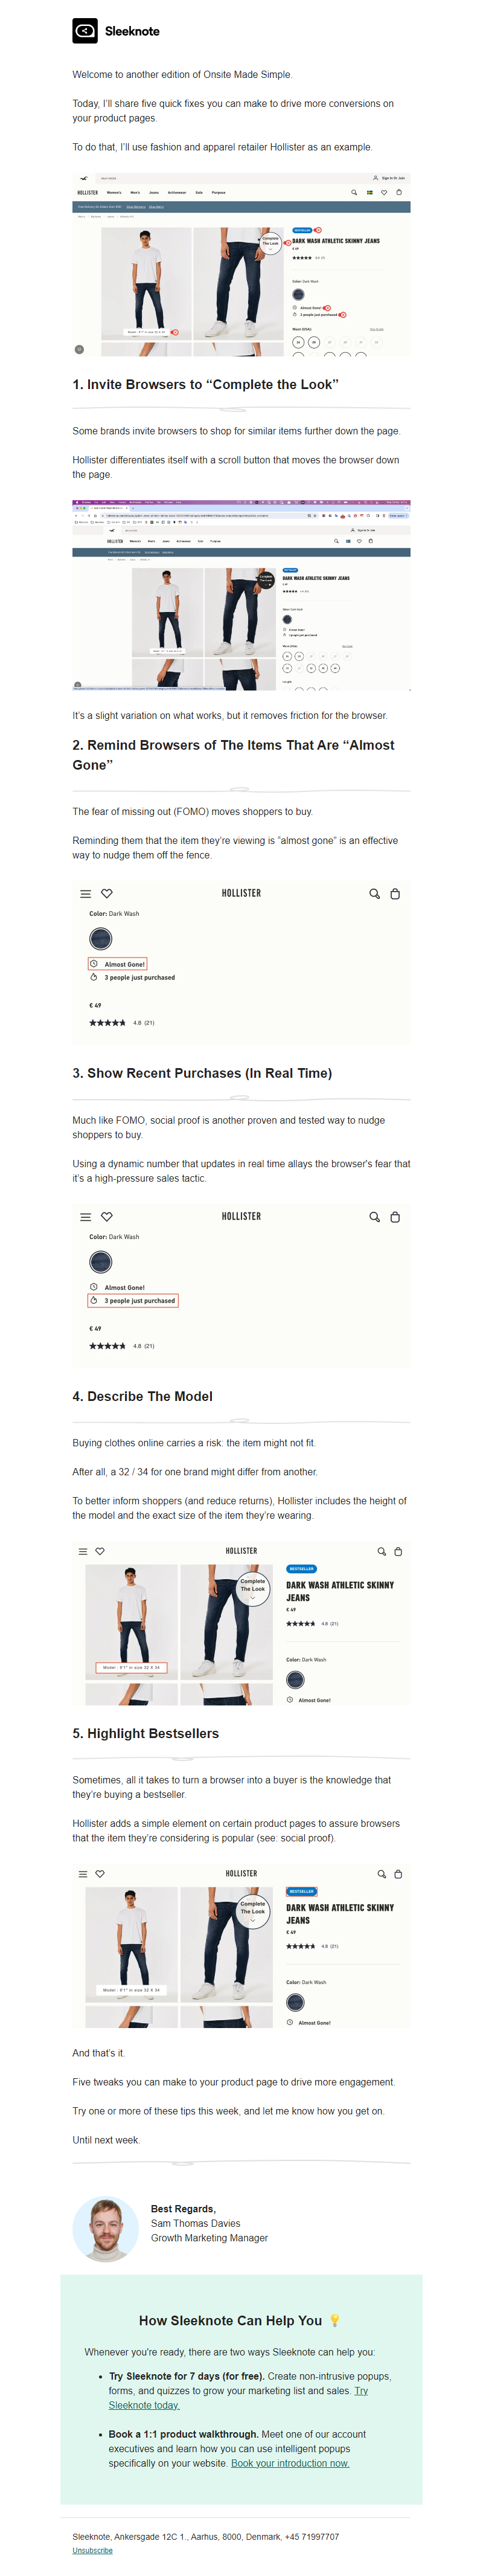 Sleeknote
Welcome to another edition of Onsite Made Simple.
Today, I'll share five quick fixes you can make to drive more conversions on
your product pages.
To do that, I'll use fashion and apparel retailer Hollister as an example.
Sign In Or Join
HOLLISTER Women's Men's Jeans Activewear Sale Purpose
BESTSELLER
Complete
The Look
DARK WASH ATHLETIC SKINNY JEANS
€ 49
Color: Dark Wash
Almost Gone!
3 people just purchased
1. Invite Browsers to “Complete the Look”
Some brands invite browsers to shop for similar items further down the page.
Hollister differentiates itself with a scroll button that moves the browser down
the page.
HOLLISTER Women's Men's Jeans Activewear Sale Purpose
Complete
The Look
DARK WASH ATHLETIC SKINNY JEANS
It's a slight variation on what works, but it removes friction for the browser.
2. Remind Browsers of The Items That Are “Almost
Gone”
The fear of missing out (FOMO) moves shoppers to buy.
Reminding them that the item they're viewing is “almost gone” is an effective
way to nudge them off the fence.
HOLLISTER
Color: Dark Wash
Almost Gone!
3 people just purchased
€ 49
4.8 (21)
3. Show Recent Purchases (In Real Time)
Much like FOMO, social proof is another proven and tested way to nudge
shoppers to buy.
Using a dynamic number that updates in real time allays the browser's fear that
it's a high-pressure sales tactic.
HOLLISTER
Color: Dark Wash
Almost Gone!
3 people just purchased
€ 49
4.8 (21)
4. Describe The Model
Buying clothes online carries a risk: the item might not fit.
After all, a 32 / 34 for one brand might differ from another.
To better inform shoppers (and reduce returns), Hollister includes the height of
the model and the exact size of the item they're wearing.
HOLLISTER
BESTSELLER
Complete
The Look
DARK WASH ATHLETIC SKINNY
JEANS
€ 49
4.8 (21)
Color: Dark Wash
Model : 6'1" in size 32 X 34
Almost Gone!
5. Highlight Bestsellers
Sometimes, all it takes to turn a browser into a buyer is the knowledge that
they're buying a bestseller.
Hollister adds a simple element on certain product pages to assure browsers
that the item they're considering is popular (see: social proof).
HOLLISTER
BESTSELLER
Complete
The Look
DARK WASH ATHLETIC SKINNY
JEANS
€ 49
4.8 (21)
Color: Dark Wash
Model : 6'1" in size 32 X 34
Almost Gone!
And that's it.
Five tweaks you can make to your product page to drive more engagement.
Try one or more of these tips this week, and let me know how you get on.
Until next week.
Best Regards,
Sam Thomas Davies
Growth Marketing Manager
How Sleeknote Can Help You 💡
Whenever you're ready, there are two ways Sleeknote can help you:
• Try Sleeknote for 7 days (for free). Create non-intrusive popups,
forms, and quizzes to grow your marketing list and sales. Try
Sleeknote today.
• Book a 1:1 product walkthrough. Meet one of our account
executives and learn how you can use intelligent popups
specifically on your website. Book your introduction now.
Sleeknote, Ankersgade 12C 1., Aarhus, 8000, Denmark, +45 71997707
Unsubscribe